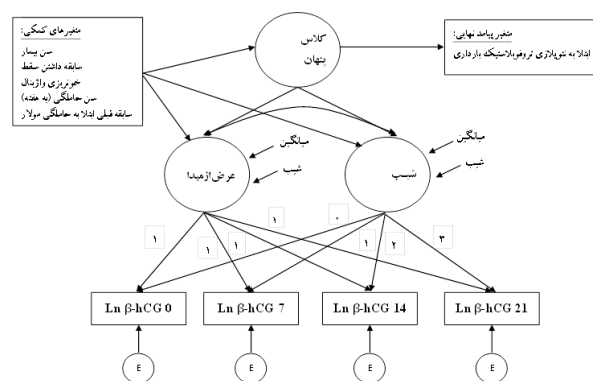 متغیرهای کمکی:
سن بیمار
سابقه داشتن سقط
خونریزی واژینال
سن حاملگی (به هفته)
سابقه قبلی ابتلا به حاملگی مولار
کلاس
پنهان
متغیر پیامد نهایی:
ابتلا به نئوپلازی تروفوبلاستیک بارداری
میانگین
شیب
عرض از مبدا
میانگین
شیب
شیب
۱
۱
۱
۱
۰
۱
۲
۳
Ln β-hCG 0
Ln β-hCG 7
Ln β-hCG 14
Ln β-hCG 21
E
E
E
E